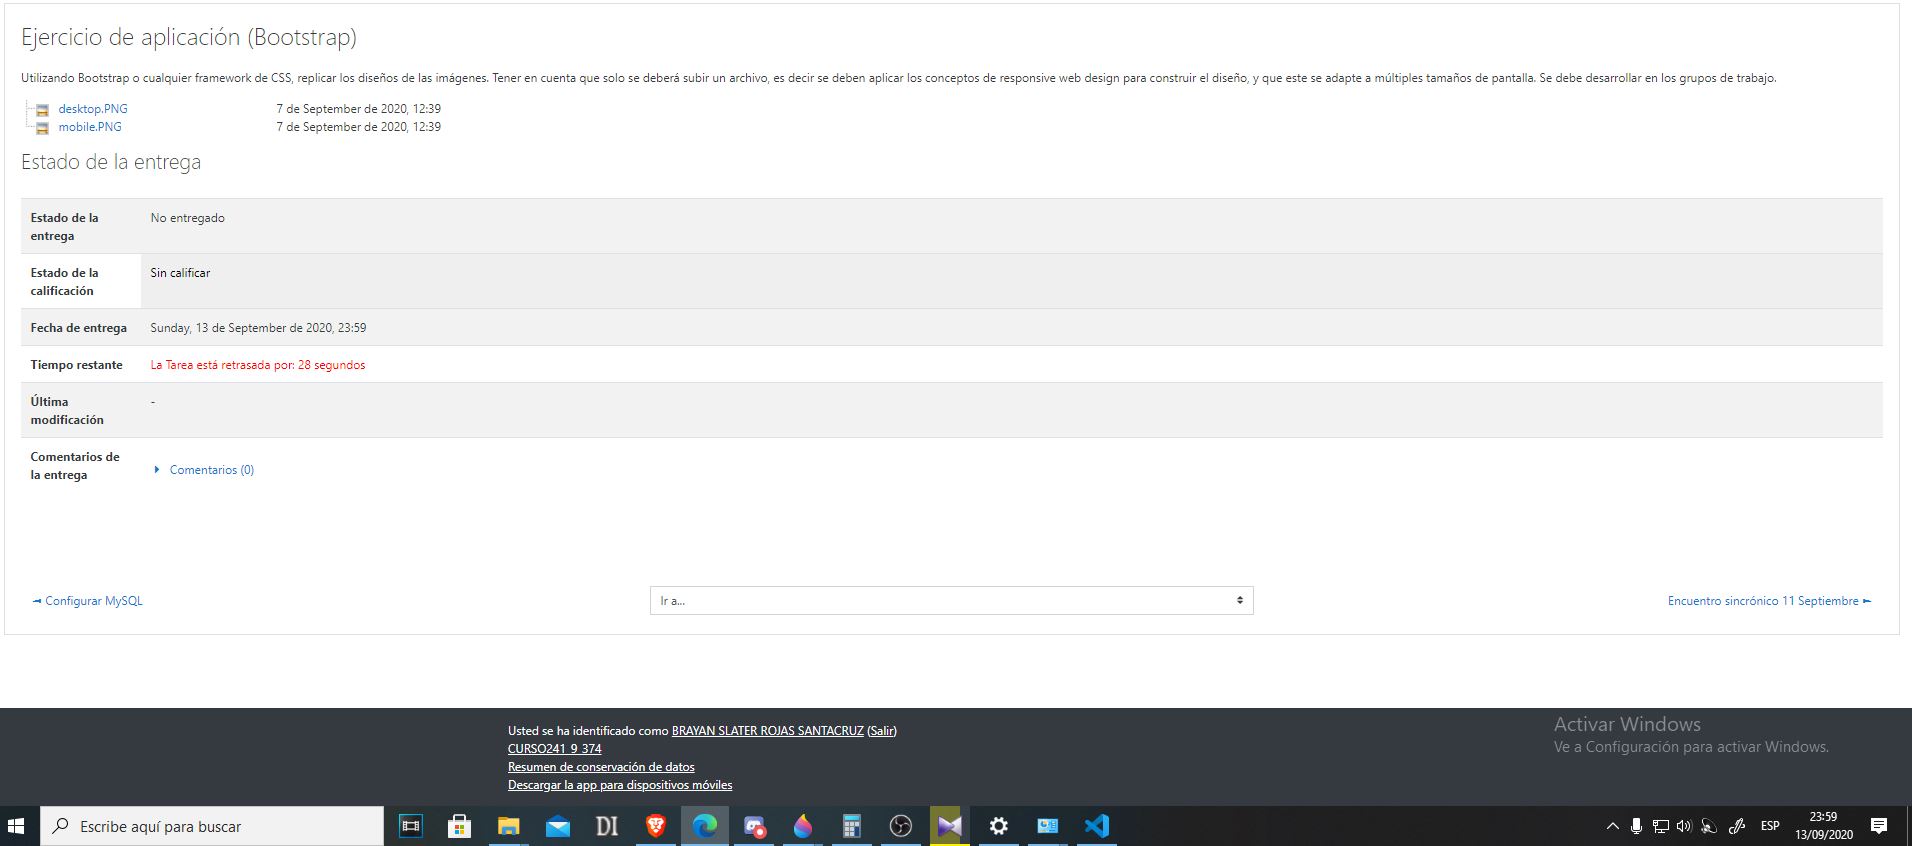 Ejercicio de aplicación (Bootstrap)
Utilizando Bootstrap o cualquier framework de CSS, replicar los diseños de las imágenes. Tener en cuenta que solo se deberá subir un archivo, es decir se deben aplicar los conceptos de responsive web design para construir el diseño, y que este se adapte a múltiples tamaños de pantalla. Se debe desarrollar en los grupos de trabajo.
desktop.PNG 7 de September de 2020, 12:39
mobile.PNG 7 de September de 2020, 12:39
Estado de la entrega
Estado de la
entrega
No entregado
Estado de la
calificación
Sin calificar
Fecha de entrega Sunday, 13 de September de 2020, 23:59
Tiempo restante La Tarea está retrasada por: 28 segundos
Última
modificación
-
Comentarios de
la entrega
Comentarios (0)
◄ Configurar MySQL
Ir a...
Encuentro sincrónico 11 Septiembre ►
Usted se ha identificado como BRAYAN SLATER ROJAS SANTACRUZ (Salir)
CURSO241_9_374
Resumen de conservación de datos
Descargar la app para dispositivos móviles
Activar Windows
Ve a Configuración para activar Windows.
Escribe aquí para buscar
DI
ESP
23:59
13/09/2020